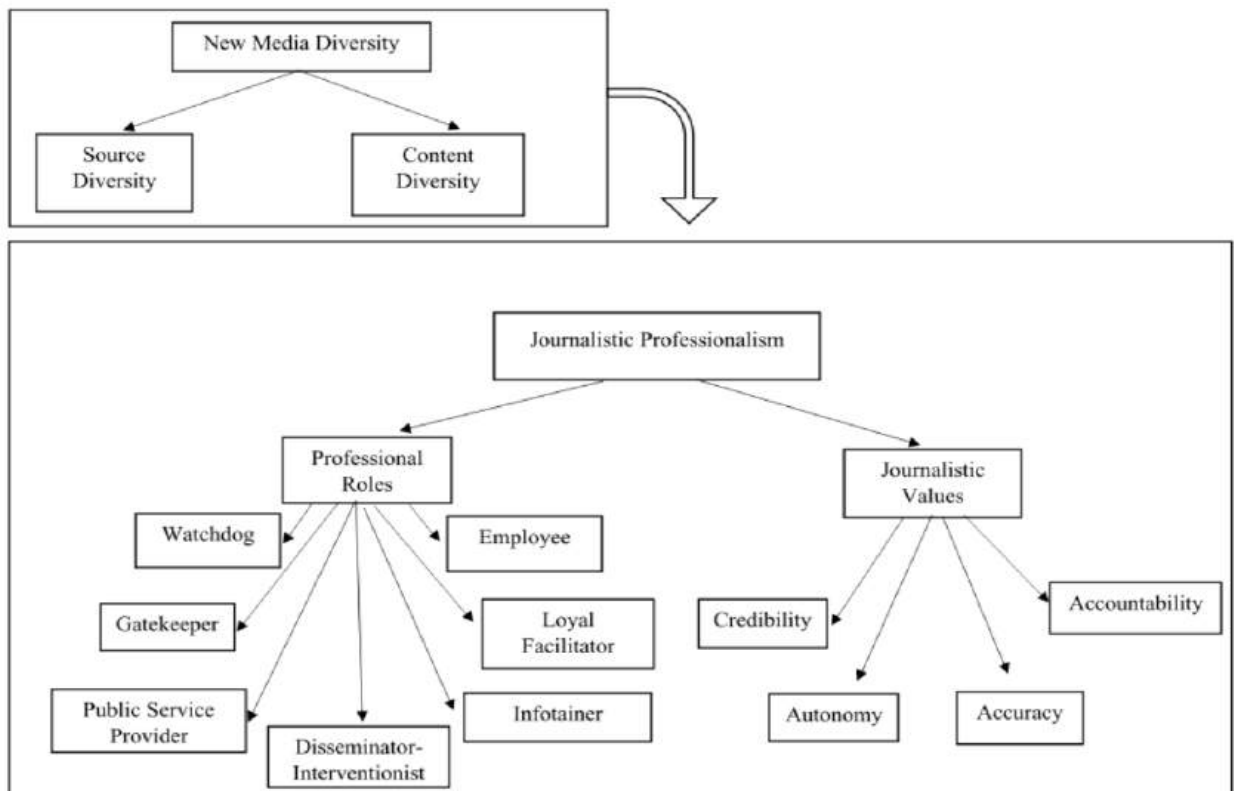 New Media Diversity
Source
Diversity
Content
Diversity
Journalistic Professionalism
Professional
Roles
Journalistic
Values
Watchdog
Employee
Gatekeeper
Loyal
Facilitator
Credibility
Accountability
Public Service
Provider
Disseminator-
Interventionist
Infotainer
Autonomy
Accuracy